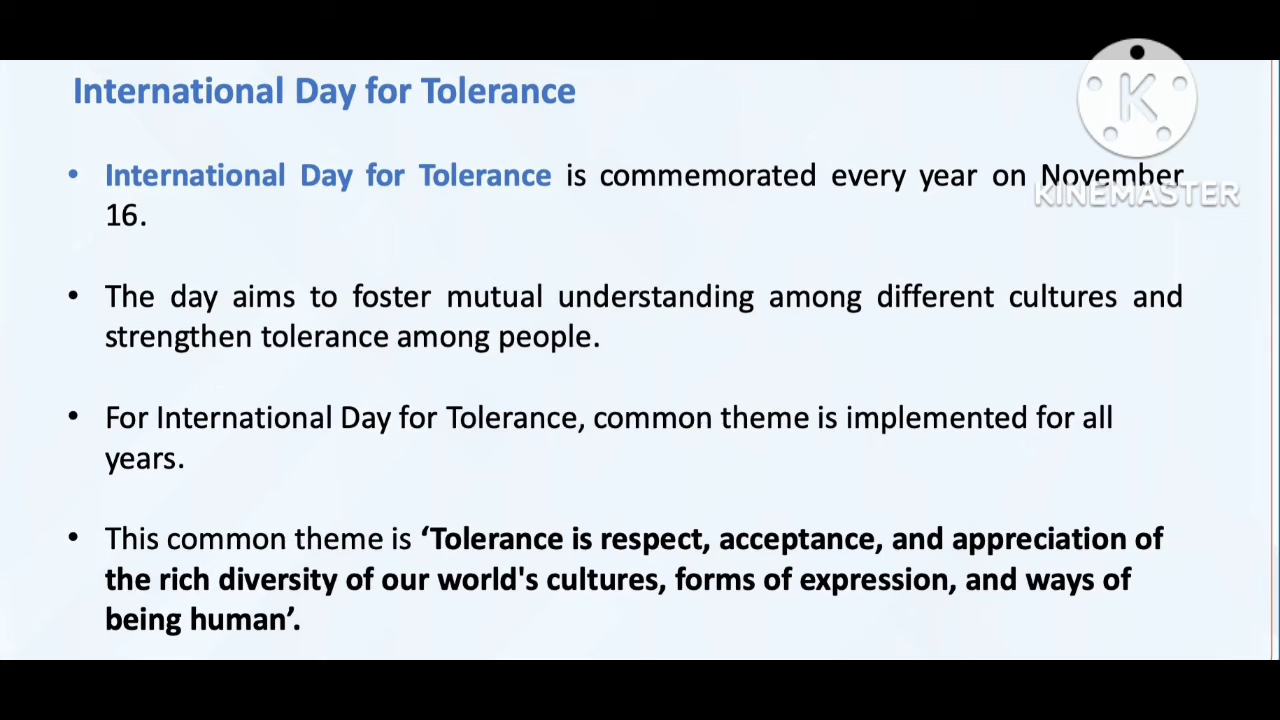 International Day for Tolerance
• International Day for Tolerance is commemorated every year on November
16.
• The day aims to foster mutual understanding among different cultures and
strengthen tolerance among people.
• For International Day for Tolerance, common theme is implemented for all
years.
• This common theme is ‘Tolerance is respect, acceptance, and appreciation of
the rich diversity of our world's cultures, forms of expression, and ways of
being human’.
K
KINEMASTER